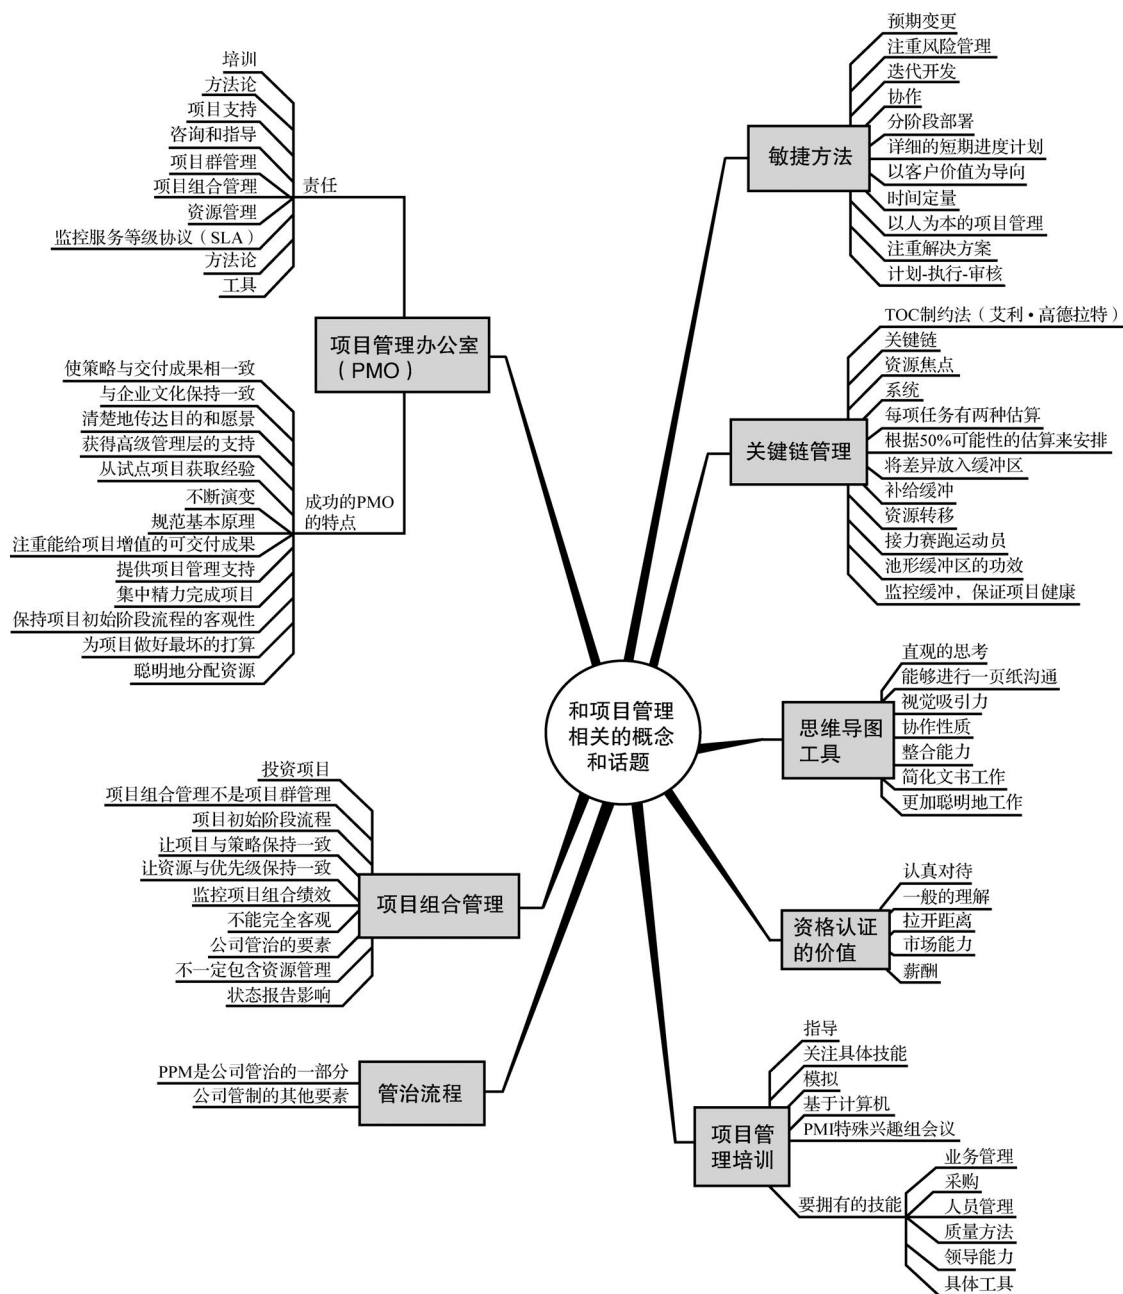 和项目管理
相关的概念
和话题
项目管理办公室
（PMO）
责任
培训
方法论
项目支持
咨询和指导
项目群管理
项目组合管理
资源管理
监控服务等级协议（SLA）
方法论
工具
成功的PMO
的特点
使策略与交付成果相一致
与企业文化保持一致
清楚地传达目的和愿景
获得高级管理层的支持
从试点项目获取经验
不断演变
规范基本原理
注重能给项目增值的可交付成果
提供项目管理支持
集中精力完成项目
保持项目初始阶段流程的客观性
为项目做好最坏的打算
聪明地分配资源
项目组合管理
投资项目
项目组合管理不是项目群管理
项目初始阶段流程
让项目与策略保持一致
让资源与优先级保持一致
监控项目组合绩效
不能完全客观
公司管治的要素
不一定包含资源管理
状态报告影响
管治流程
PPM是公司管治的一部分
公司管制的其他要素
敏捷方法
预期变更
注重风险管理
迭代开发
协作
分阶段部署
详细的短期进度计划
以客户价值为导向
时间定量
以人为本的项目管理
注重解决方案
计划-执行-审核
关键链管理
TOC制约法（艾利·高德拉特）
关键链
资源焦点
系统
每项任务有两种估算
根据50%可能性的估算来安排
将差异放入缓冲区
补给缓冲
资源转移
接力赛跑运动员
池形缓冲区的功效
监控缓冲，保证项目健康
思维导图
工具
直观的思考
能够进行一页纸沟通
视觉吸引力
协作性质
整合能力
简化文书工作
更加聪明地工作
资格认证
的价值
认真对待
一般的理解
拉开距离
市场能力
薪酬
项目管
理培训
指导
关注具体技能
模拟
基于计算机
PMI特殊兴趣组会议
要拥有的技能
业务管理
采购
人员管理
质量方法
领导能力
具体工具